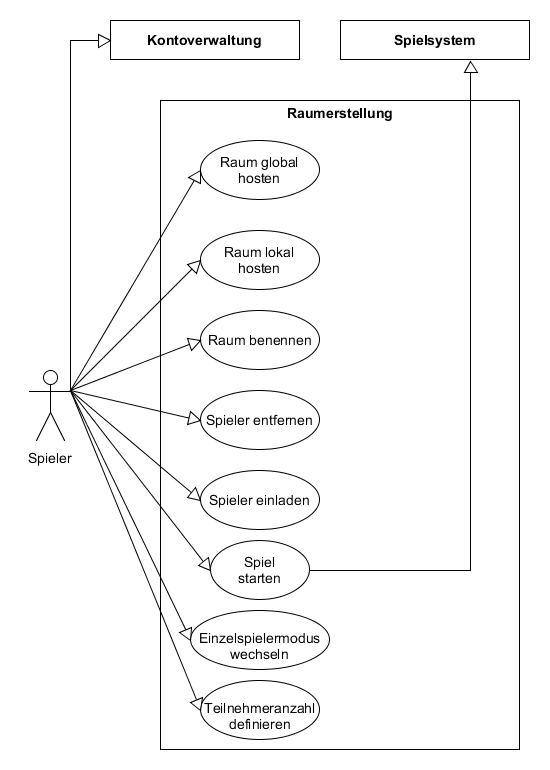 Kontoverwaltung
Spielsystem
Raumerstellung
Raum global
hosten
Raum lokal
hosten
Raum benennen
Spieler entfernen
Spieler
Spieler einladen
Spiel
starten
Einzelspielermodus
wechseln
Teilnehmeranzahl
definieren